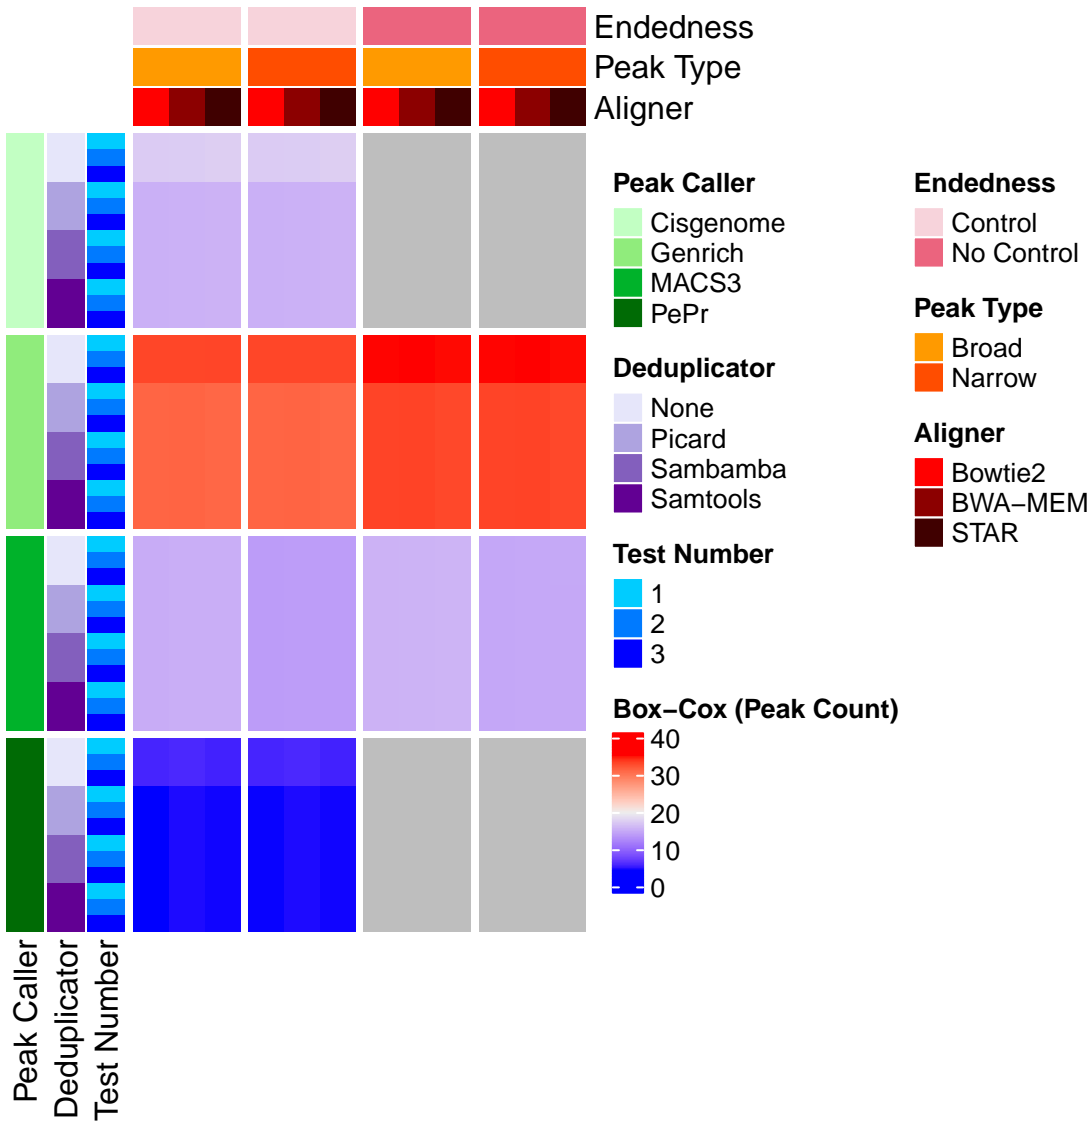 Endedness
Peak Type
Aligner
Peak Caller
Cisgenome
Genrich
MACS3
PePr
Deduplicator
None
Picard
Sambamba
Samtools
Test Number
1
2
3
Box−Cox (Peak Count)
40
30
20
10
0
Endedness
Control
No Control
Peak Type
Broad
Narrow
Aligner
Bowtie2
BWA−MEM
STAR
Peak Caller
Deduplicator
Test Number